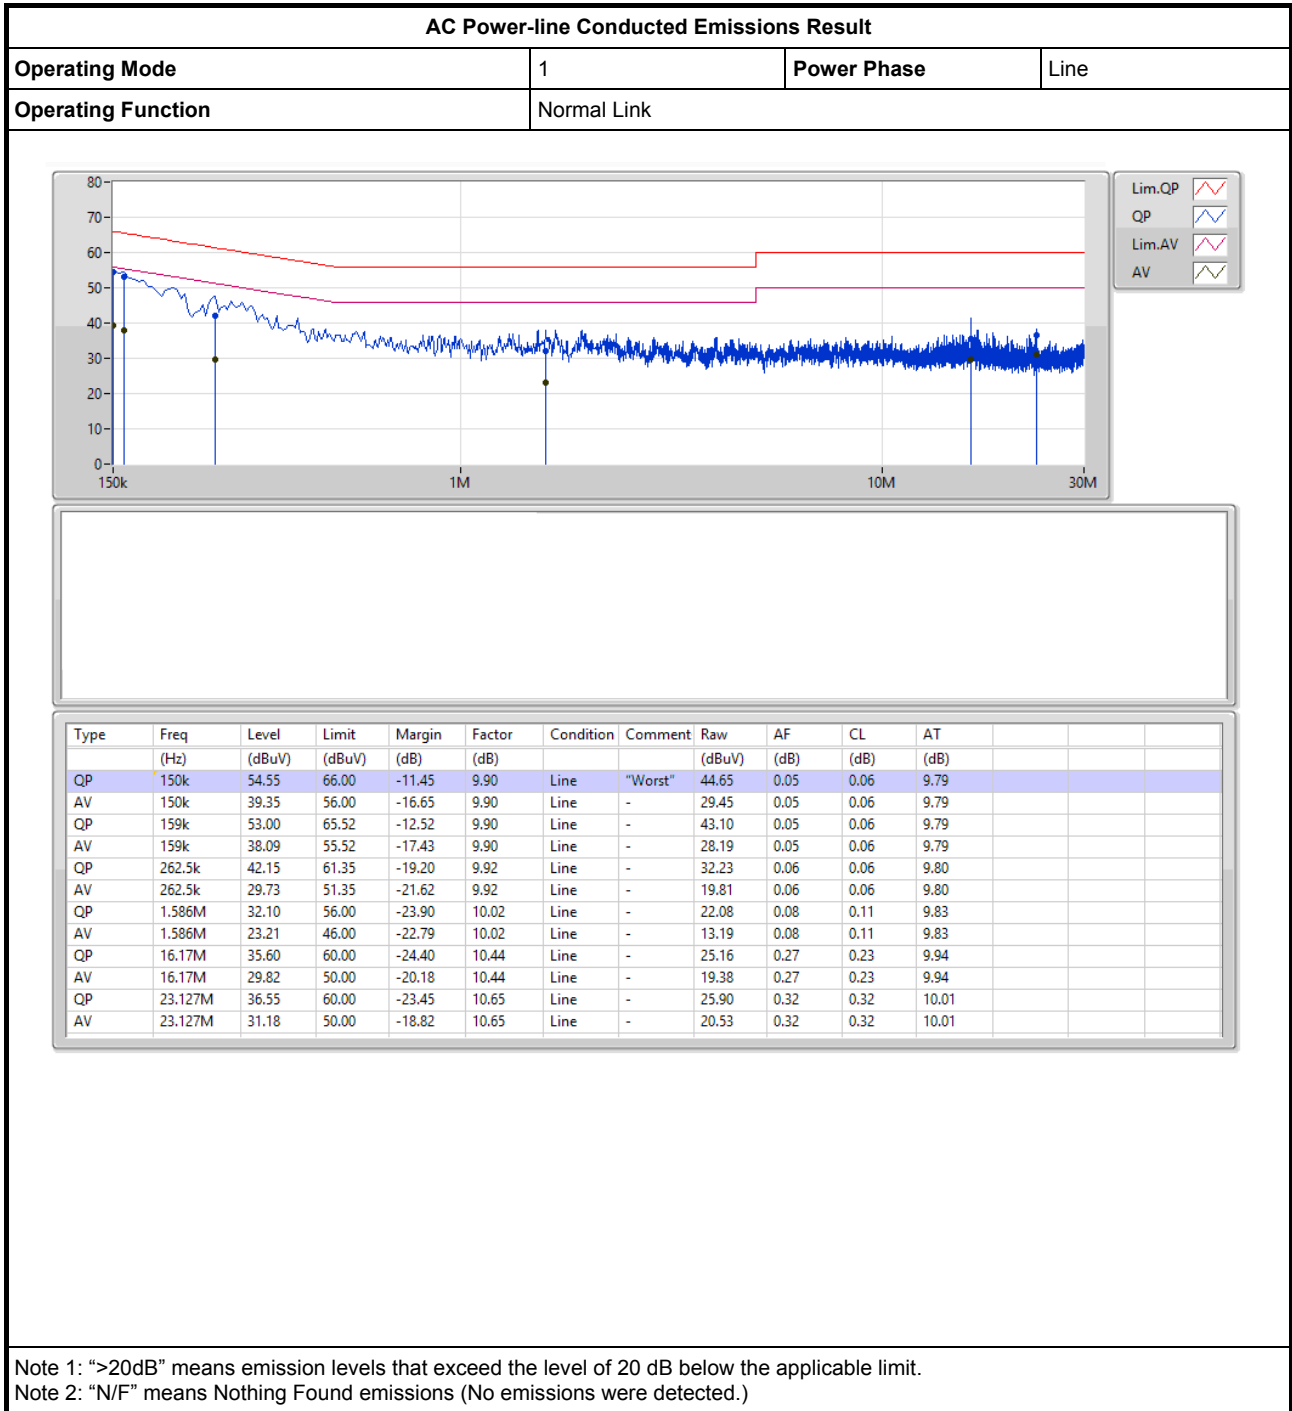 AC Power-line Conducted Emissions Result
Operating Mode 1 Power Phase Line
Operating Function Normal Link
80
70
60
50
40
30
20
10
0
150k 1M 10M 30M
Lim.QP
QP
Lim.AV
AV
Type Freq Level Limit Margin Factor Condition Comment Raw AF CL AT
(Hz) (dBuV) (dBuV) (dB) (dB) (dBuV) (dB) (dB) (dB)
QP 150k 54.55 66.00 -11.45 9.90 Line "Worst" 44.65 0.05 0.06 9.79
AV 150k 39.35 56.00 -16.65 9.90 Line - 29.45 0.05 0.06 9.79
QP 159k 53.00 65.52 -12.52 9.90 Line - 43.10 0.05 0.06 9.79
AV 159k 38.09 55.52 -17.43 9.90 Line - 28.19 0.05 0.06 9.79
QP 262.5k 42.15 61.35 -19.20 9.92 Line - 32.23 0.06 0.06 9.80
AV 262.5k 29.73 51.35 -21.62 9.92 Line - 19.81 0.06 0.06 9.80
QP 1.586M 32.10 56.00 -23.90 10.02 Line - 22.08 0.08 0.11 9.83
AV 1.586M 23.21 46.00 -22.79 10.02 Line - 13.19 0.08 0.11 9.83
QP 16.17M 35.60 60.00 -24.40 10.44 Line - 25.16 0.27 0.23 9.94
AV 16.17M 29.82 50.00 -20.18 10.44 Line - 19.38 0.27 0.23 9.94
QP 23.127M 36.55 60.00 -23.45 10.65 Line - 25.90 0.32 0.32 10.01
AV 23.127M 31.18 50.00 -18.82 10.65 Line - 20.53 0.32 0.32 10.01
Note 1: “>20dB” means emission levels that exceed the level of 20 dB below the applicable limit.
Note 2: “N/F” means Nothing Found emissions (No emissions were detected.)